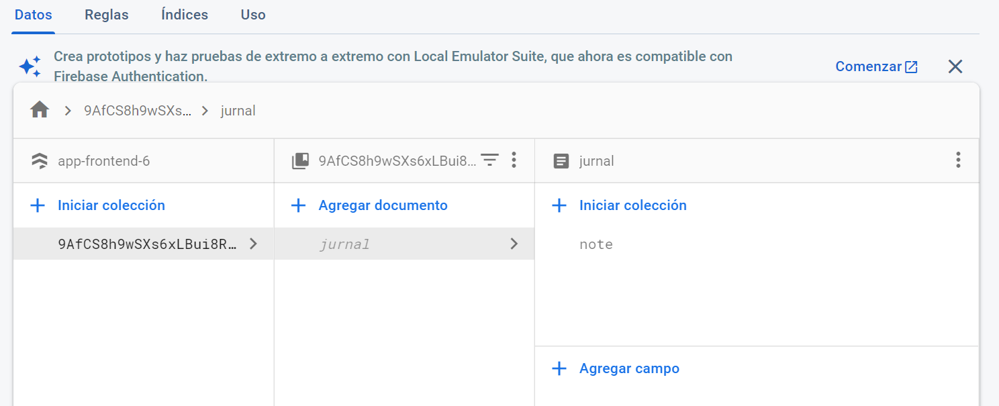 Datos Reglas Índices Uso
Crea prototipos y haz pruebas de extremo a extremo con Local Emulator Suite, que ahora es compatible con
Firebase Authentication.
Comenzar
9AfCS8h9wSXs... > jurnal
app-frontend-6
Iniciar colección
9AfCS8h9wSXs6xLBui8R...
9AfCS8h9wSXs6xLBui8...
Agregar documento
jurnal
jurnal
Iniciar colección
note
Agregar campo